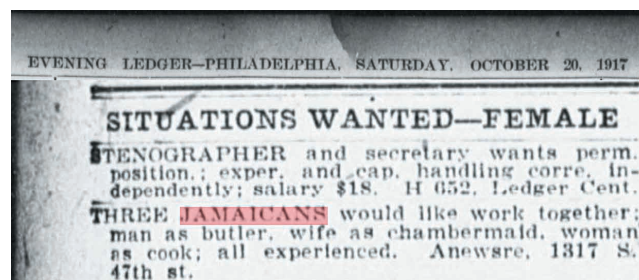 EVENING LEDGER—PHILADELPHIA, SATURDAY, OCTOBER 20, 1917
SITUATIONS WANTED—FEMALE
STENOGRAPHER and secretary wants perm.
position.; exper. and cap. handling corre. in-
dependently; salary $18. H 652, Ledger Cent.
THREE JAMAICANS would like work together;
man as butler, wife as chambermaid, woman
as cook; all experienced. Anewsre, 1317 S.
47th st.